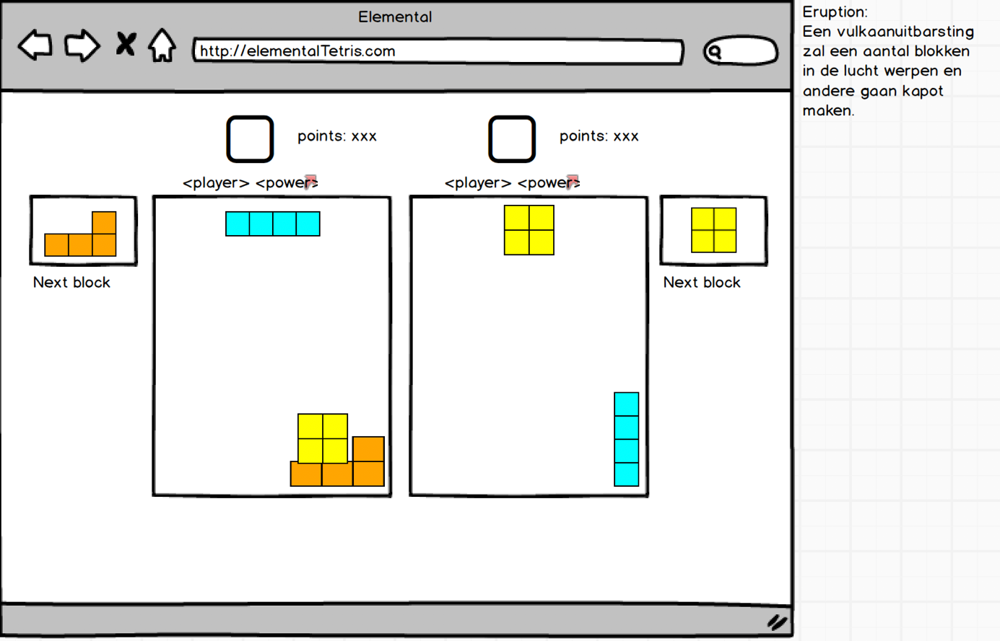 Elemental
http://elementalTetris.com
points: xxx
points: xxx
<player> <power>
<player> <power>
Next block
Next block
Eruption:
Een vulkaanuitbarsting
zal een aantal blokken
in de lucht werpen en
andere gaan kapot
maken.